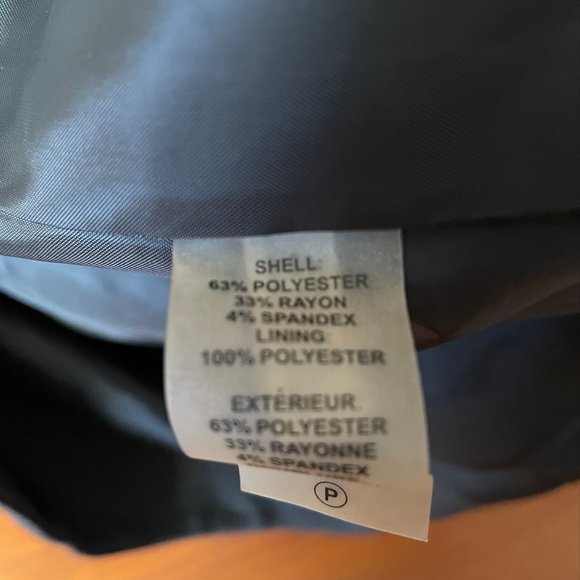 SHELL:
63% POLYESTER
33% RAYON
4% SPANDEX
LINING:
100% POLYESTER
EXTÉRIEUR
63% POLYESTER
33% RAYONNE
4% SPANDEX
P